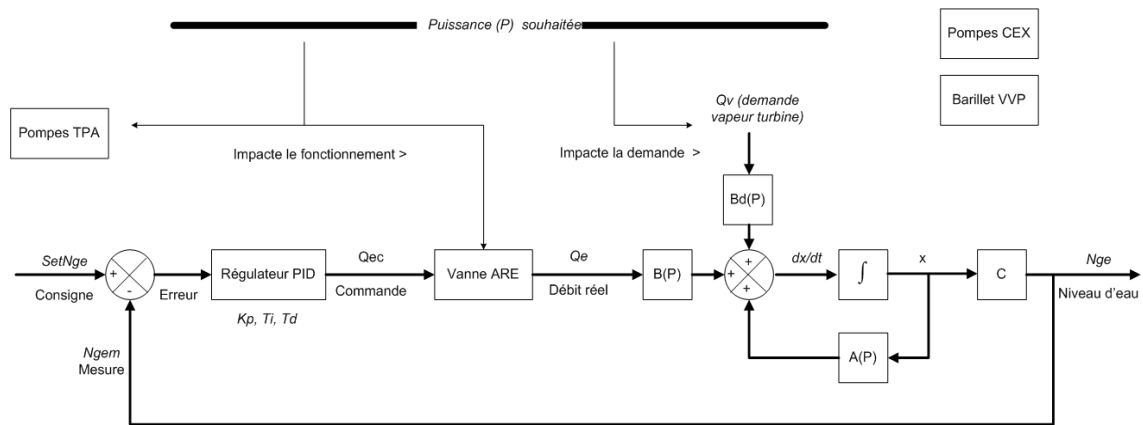 Puissance (P) souhaitée
Pompes CEX
Barillet VVP
Pompes TPA
Qv (demande
vapeur turbine)
Impacte le fonctionnement >
Impacte la demande >
Bd(P)
SetNge
Consigne
+
-
Erreur
Régulateur PID
Kp, Ti, Td
Qec
Commande
Vanne ARE
Qe
Débit réel
B(P)
+
+
+
dx/dt
∫
x
C
Nge
Niveau d'eau
A(P)
Ngem
Mesure